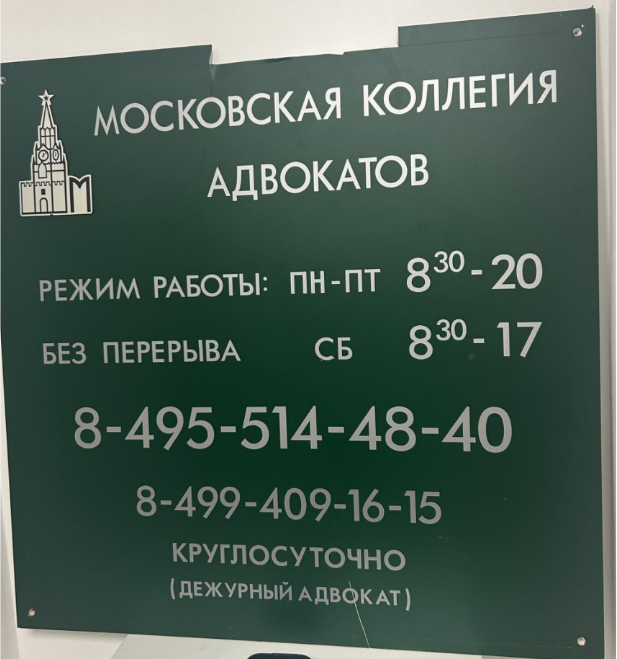 МОСКОВСКАЯ КОЛЛЕГИЯ
АДВОКАТОВ
РЕЖИМ РАБОТЫ: ПН-ПТ 8³⁰-20
БЕЗ ПЕРЕРЫВА СБ 8³⁰-17
8-495-514-48-40
8-499-409-16-15
КРУГЛОСУТОЧНО
(ДЕЖУРНЫЙ АДВОКАТ)